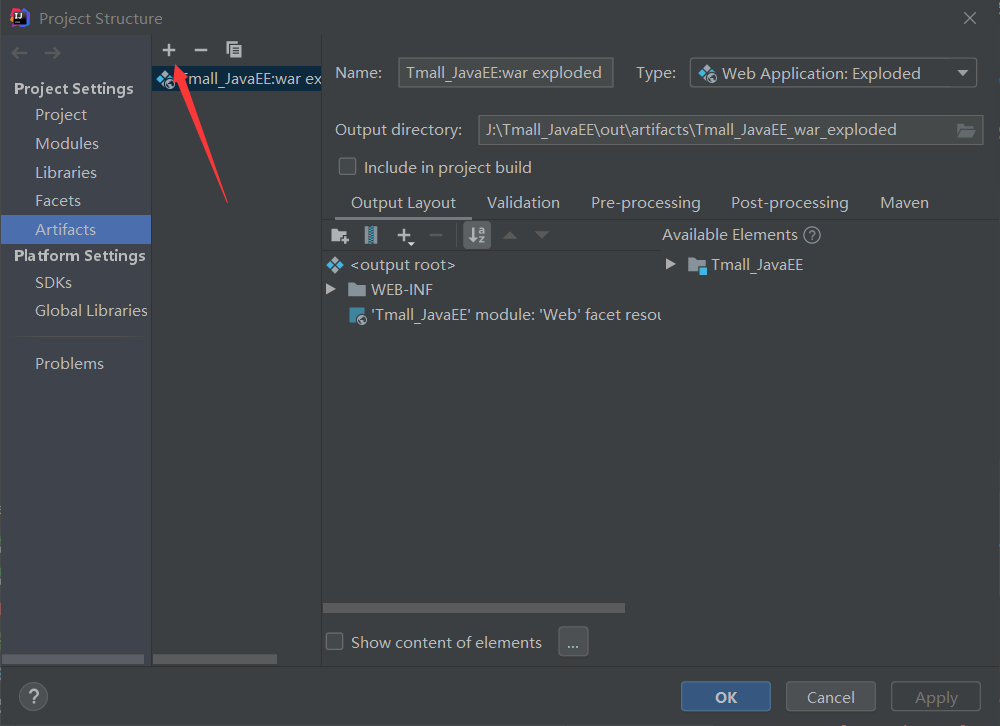 Project Structure
Project Settings
Project
Modules
Libraries
Facets
Artifacts
Platform Settings
SDKs
Global Libraries
Problems
Tmall_JavaEE:war ex
Name: Tmall_JavaEE:war exploded Type: Web Application: Exploded
Output directory: J:\Tmall_JavaEE\out\artifacts\Tmall_JavaEE_war_exploded
Include in project build
Output Layout Validation Pre-processing Post-processing Maven
Available Elements ?
<output root>
WEB-INF
'Tmall_JavaEE' module: 'Web' facet resou
Tmall_JavaEE
Show content of elements ...
? OK Cancel Apply